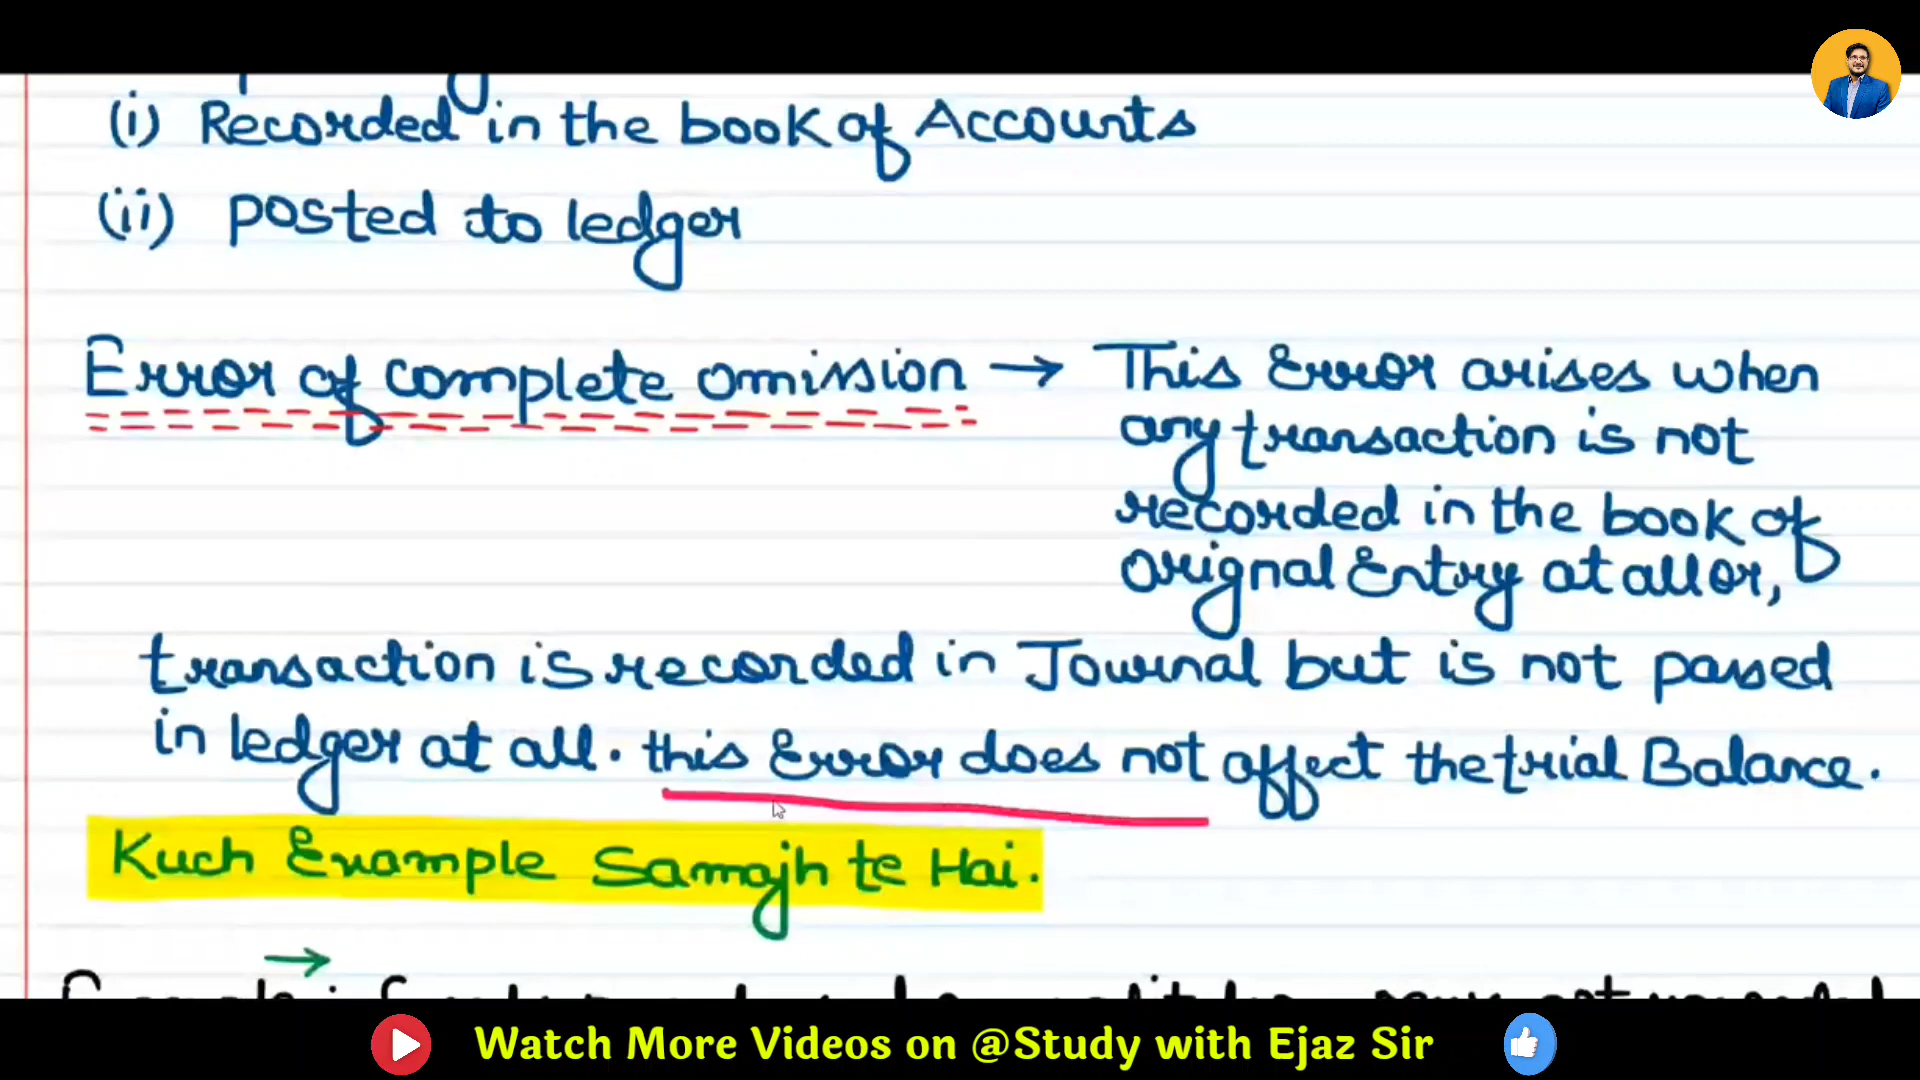 (i) Recorded in the book of Accounts
(ii) posted to ledger
Error of complete omission → This Error arises when
any transaction is not
recorded in the book of
orignal Entry at all or,
transaction is recorded in Journal but is not passed
in ledger at all. this Error does not affect the trial Balance.
Kuch Example Samajh te Hai.
→
Watch More Videos on @Study with Ejaz Sir